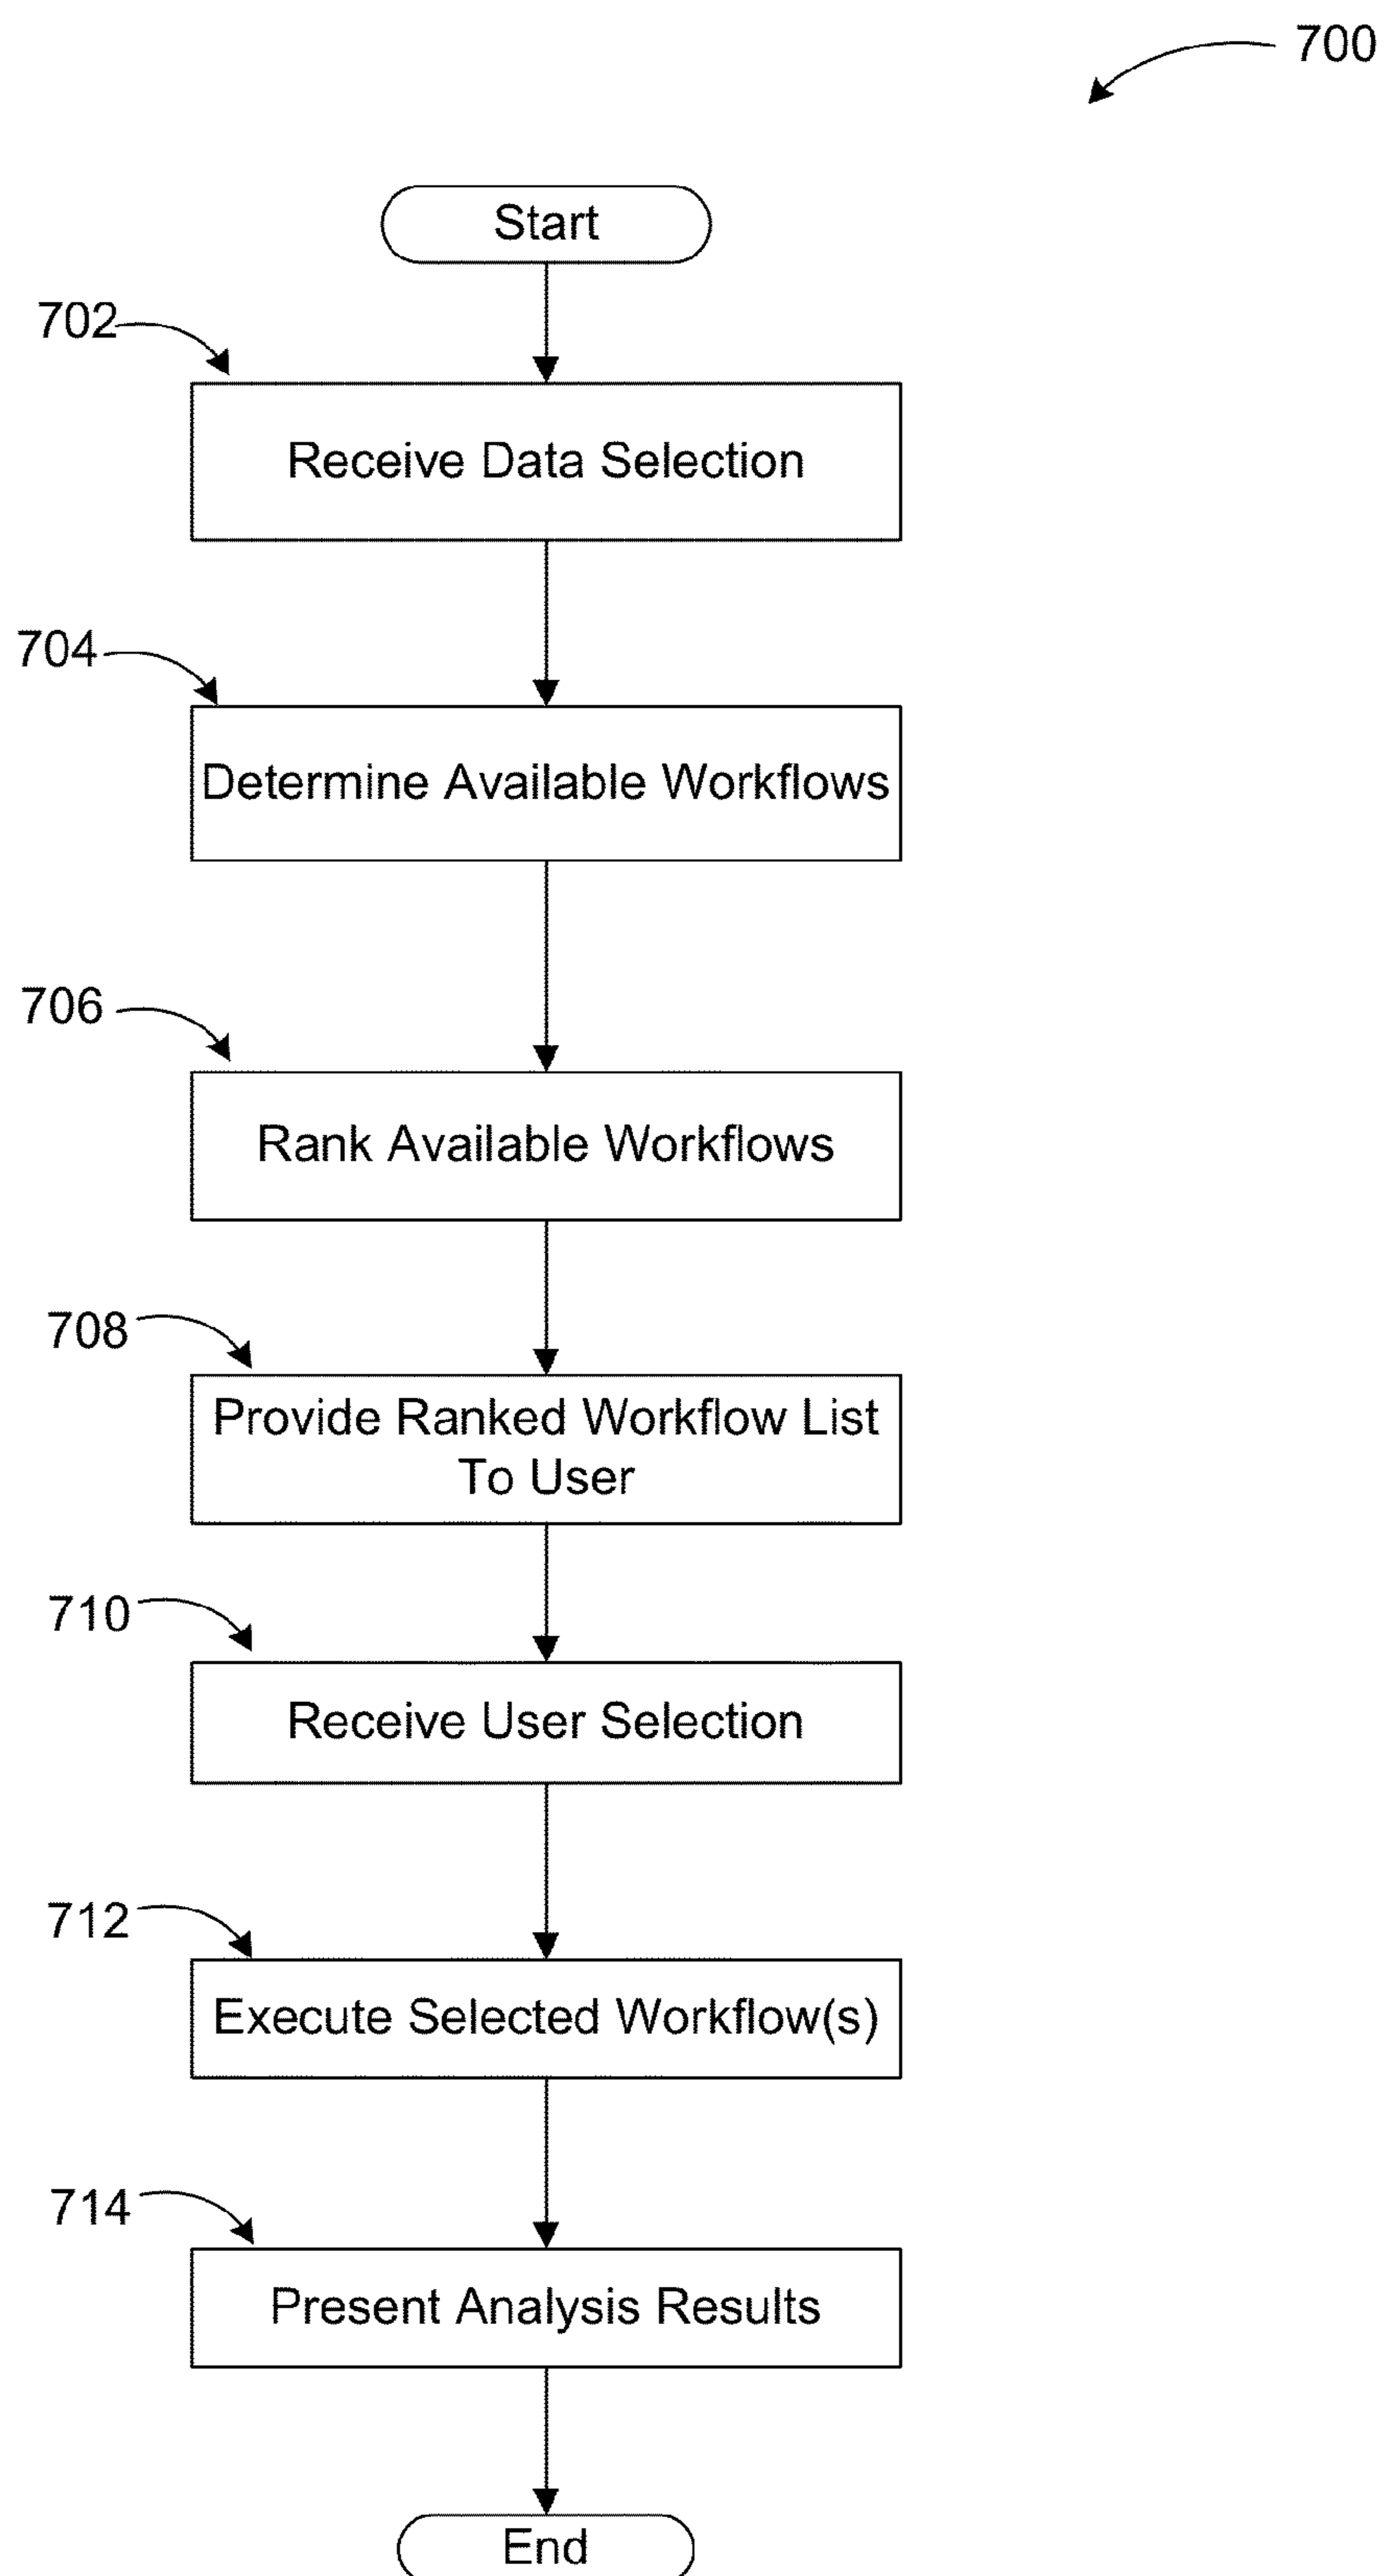 700
Start
702
Receive Data Selection
704
Determine Available Workflows
706
Rank Available Workflows
708
Provide Ranked Workflow List
To User
710
Receive User Selection
712
Execute Selected Workflow(s)
714
Present Analysis Results
End